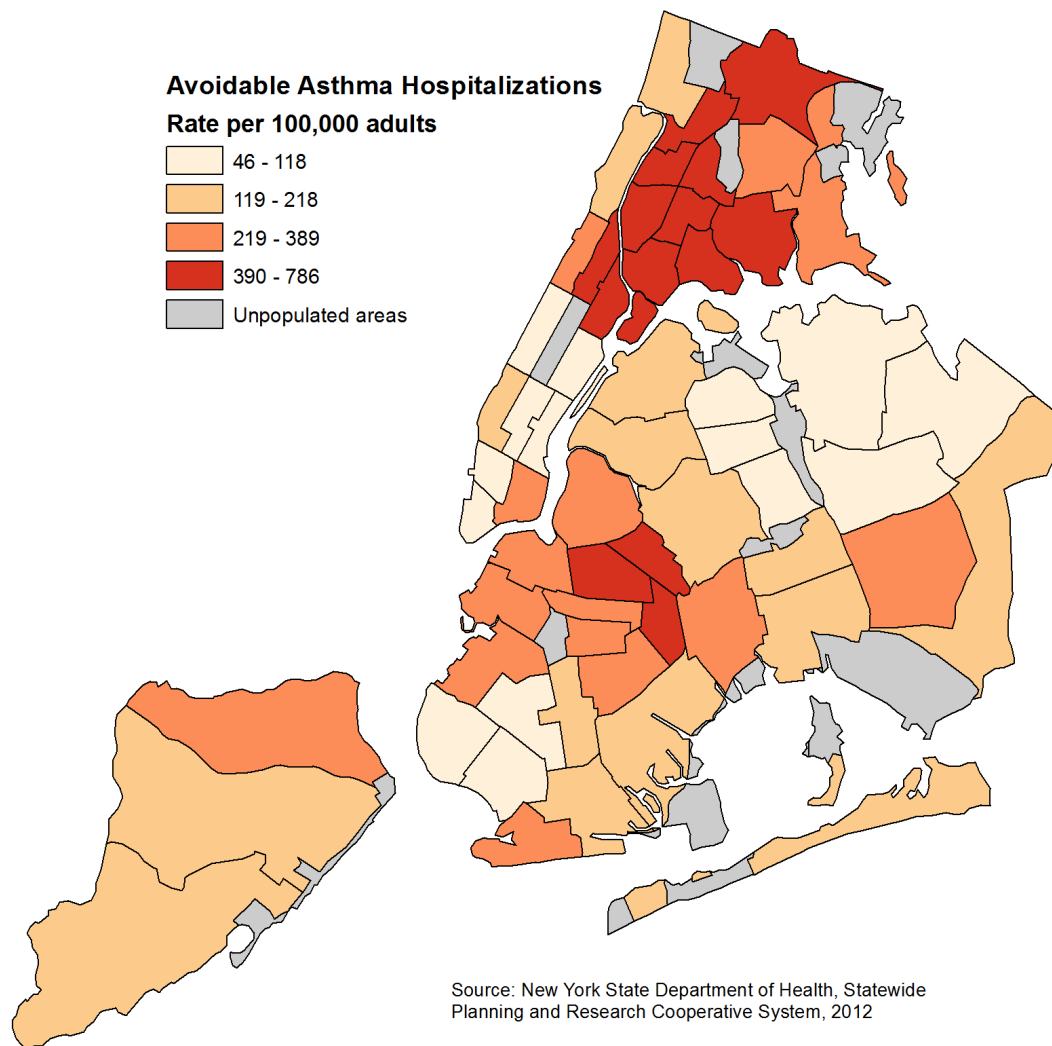 Avoidable Asthma Hospitalizations
Rate per 100,000 adults
46 - 118
119 - 218
219 - 389
390 - 786
Unpopulated areas
Source: New York State Department of Health, Statewide
Planning and Research Cooperative System, 2012